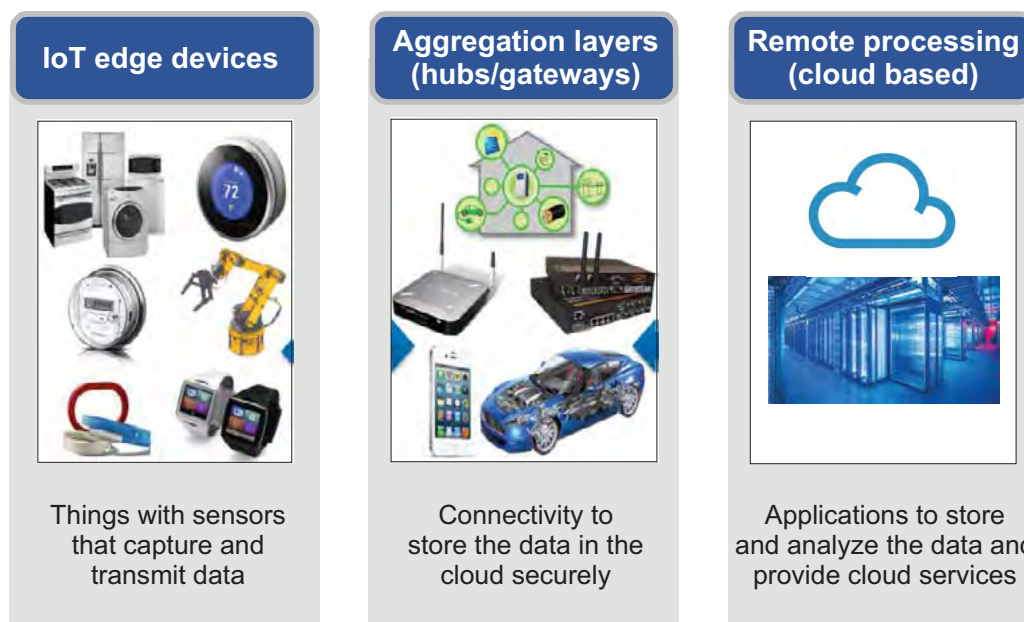 IoT edge devices
Aggregation layers
(hubs/gateways)
Remote processing
(cloud based)
72
Things with sensors
that capture and
transmit data
Connectivity to
store the data in the
cloud securely
Applications to store
and analyze the data and
provide cloud services